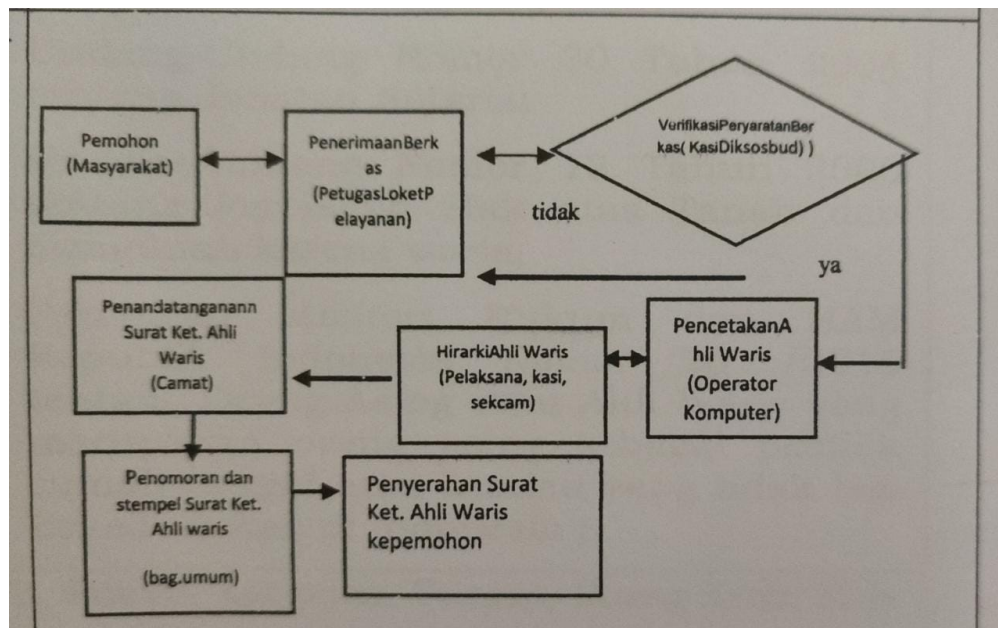 Pemohon
(Masyarakat)
PenerimaanBerk
as
(PetugasLoketP
elayanan)
VerifikasiPeryaratanBer
kas( KasiDiksosbud) )
tidak
ya
Penandatanganann
Surat Ket. Ahli
Waris
(Camat)
HirarkiAhli Waris
(Pelaksana, kasi,
sekcam)
PencetakanA
hli Waris
(Operator
Komputer)
Penomoran dan
stempel Surat Ket.
Ahli waris
(bag.umum)
Penyerahan Surat
Ket. Ahli Waris
kepemohon